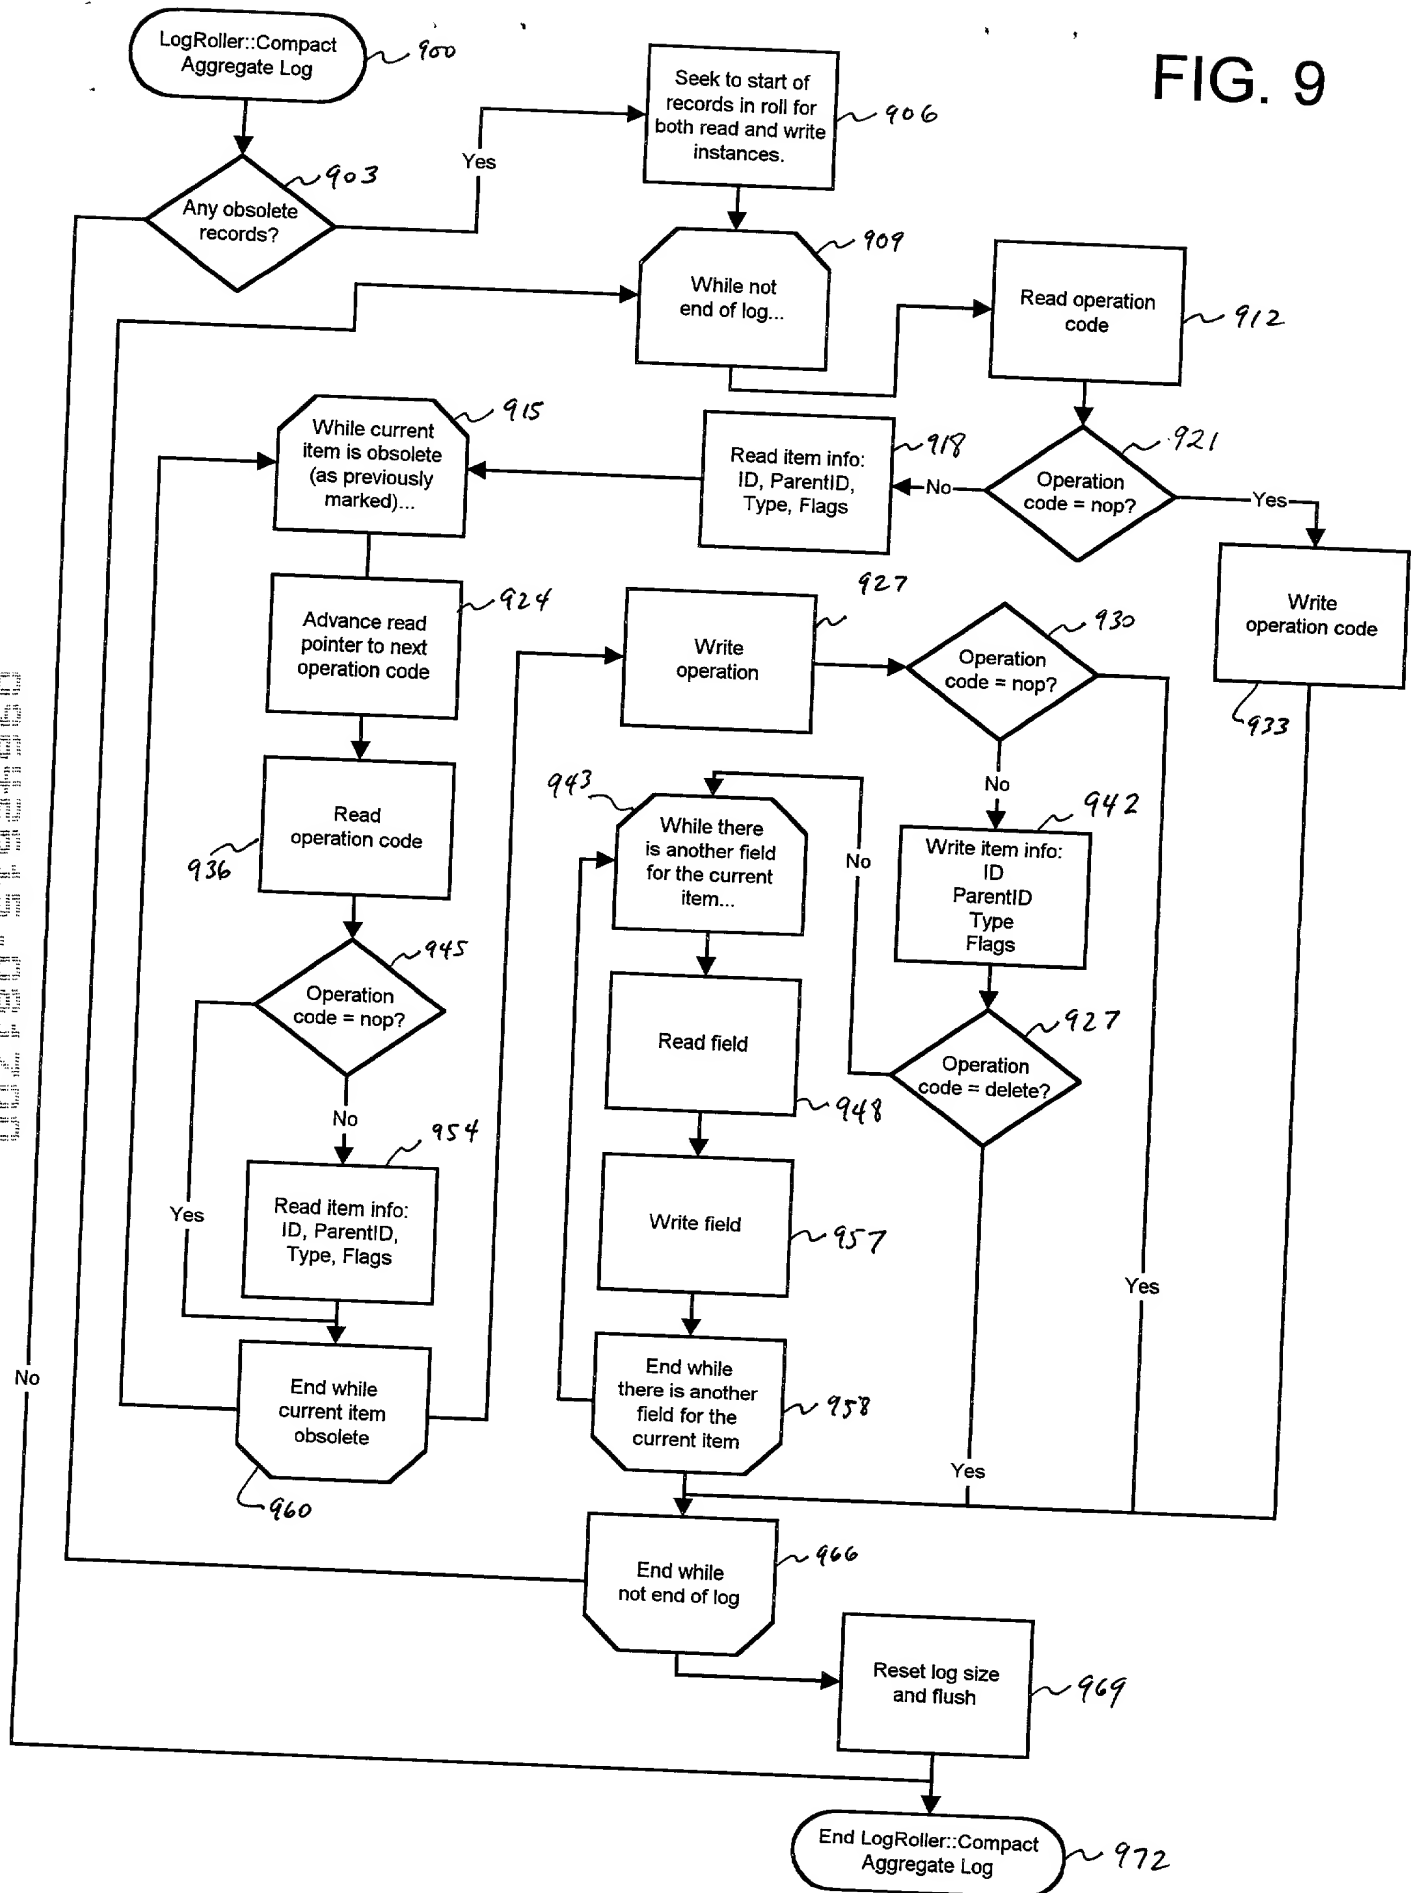 FIG. 9
LogRoller::Compact
Aggregate Log
900
Seek to start of
records in roll for
both read and write
instances.
906
Any obsolete
records?
903
Yes
While not
end of log...
909
Read operation
code
912
While current
item is obsolete
(as previously
marked)...
915
Read item info:
ID, ParentID,
Type, Flags
918
No
Operation
code = nop?
921
Yes
Write
operation code
933
Advance read
pointer to next
operation code
924
Write
operation
927
Operation
code = nop?
930
No
Read
operation code
936
While there
is another field
for the current
item...
943
No
Write item info:
ID
ParentID
Type
Flags
942
Operation
code = nop?
945
No
Yes
Read field
948
Operation
code = delete?
927
Read item info:
ID, ParentID,
Type, Flags
954
Write field
957
Yes
End while
current item
obsolete
960
End while
there is another
field for the
current item
958
Yes
No
End while
not end of log
966
Reset log size
and flush
969
End LogRoller::Compact
Aggregate Log
972